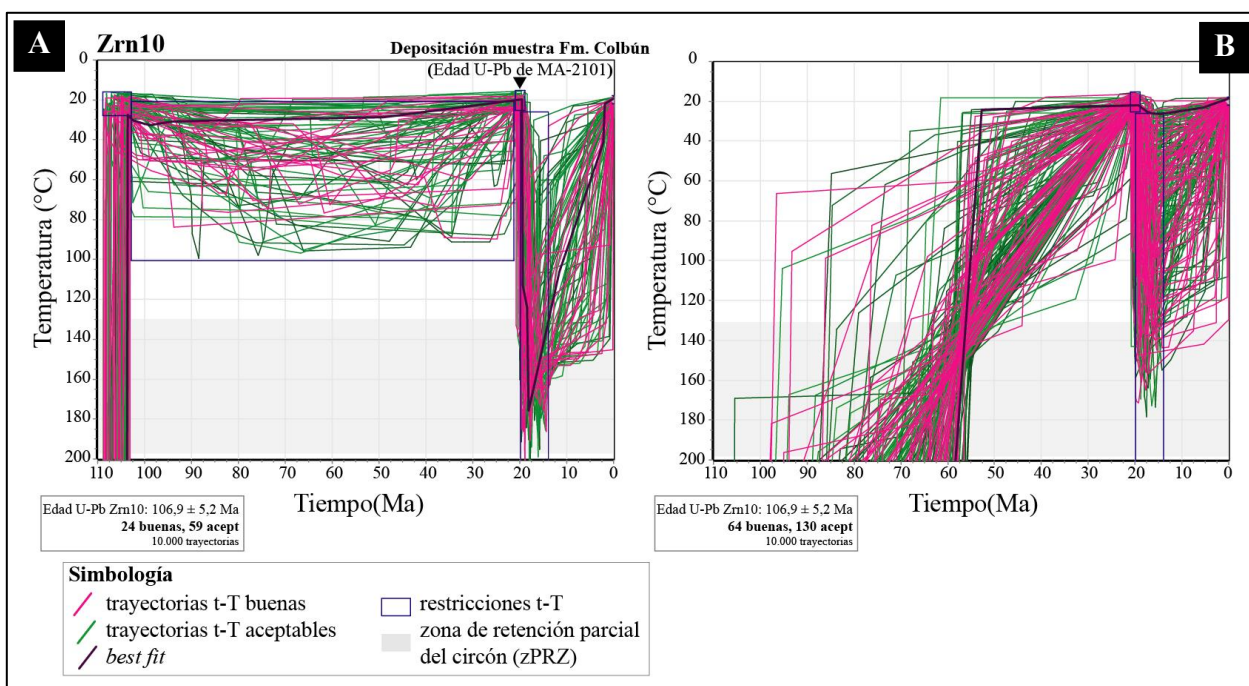 A
Zrn10
Depositación muestra Fm. Colbún
(Edad U-Pb de MA-2101)
B
0
20
40
60
80
100
120
140
160
180
200
Temperatura (°C)
110 100 90 80 70 60 50 40 30 20 10 0
Tiempo(Ma)
Edad U-Pb Zrn10: 106,9 ± 5,2 Ma
24 buenas, 59 acept
10.000 trayectorias
0
20
40
60
80
100
120
140
160
180
200
Temperatura (°C)
110 100 90 80 70 60 50 40 30 20 10 0
Tiempo(Ma)
Edad U-Pb Zrn10: 106,9 ± 5,2 Ma
64 buenas, 130 acept
10.000 trayectorias
Simbología
trayectorias t-T buenas
trayectorias t-T aceptables
best fit
restricciones t-T
zona de retención parcial
del circón (zPRZ)